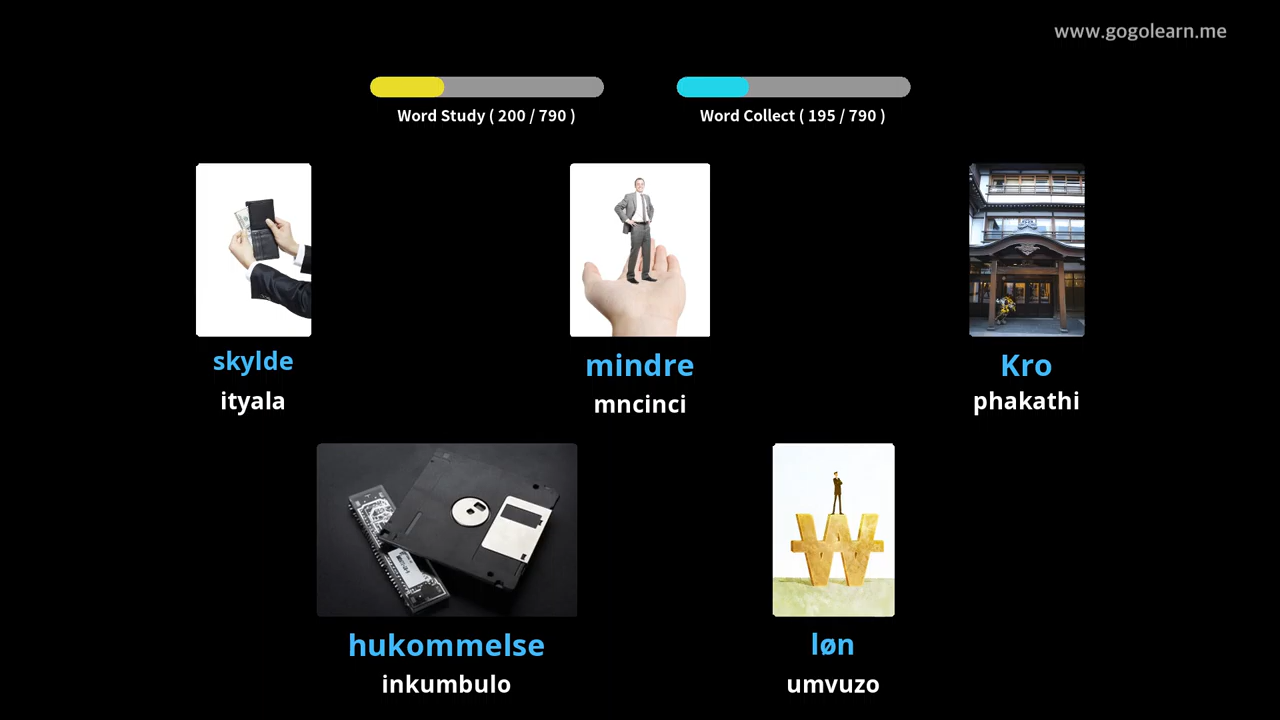 www.gogolearn.me
Word Study ( 200 / 790 )
Word Collect ( 195 / 790 )
skylde
ityala
mindre
mncinci
Kro
phakathi
hukommelse
inkumbulo
løn
umvuzo